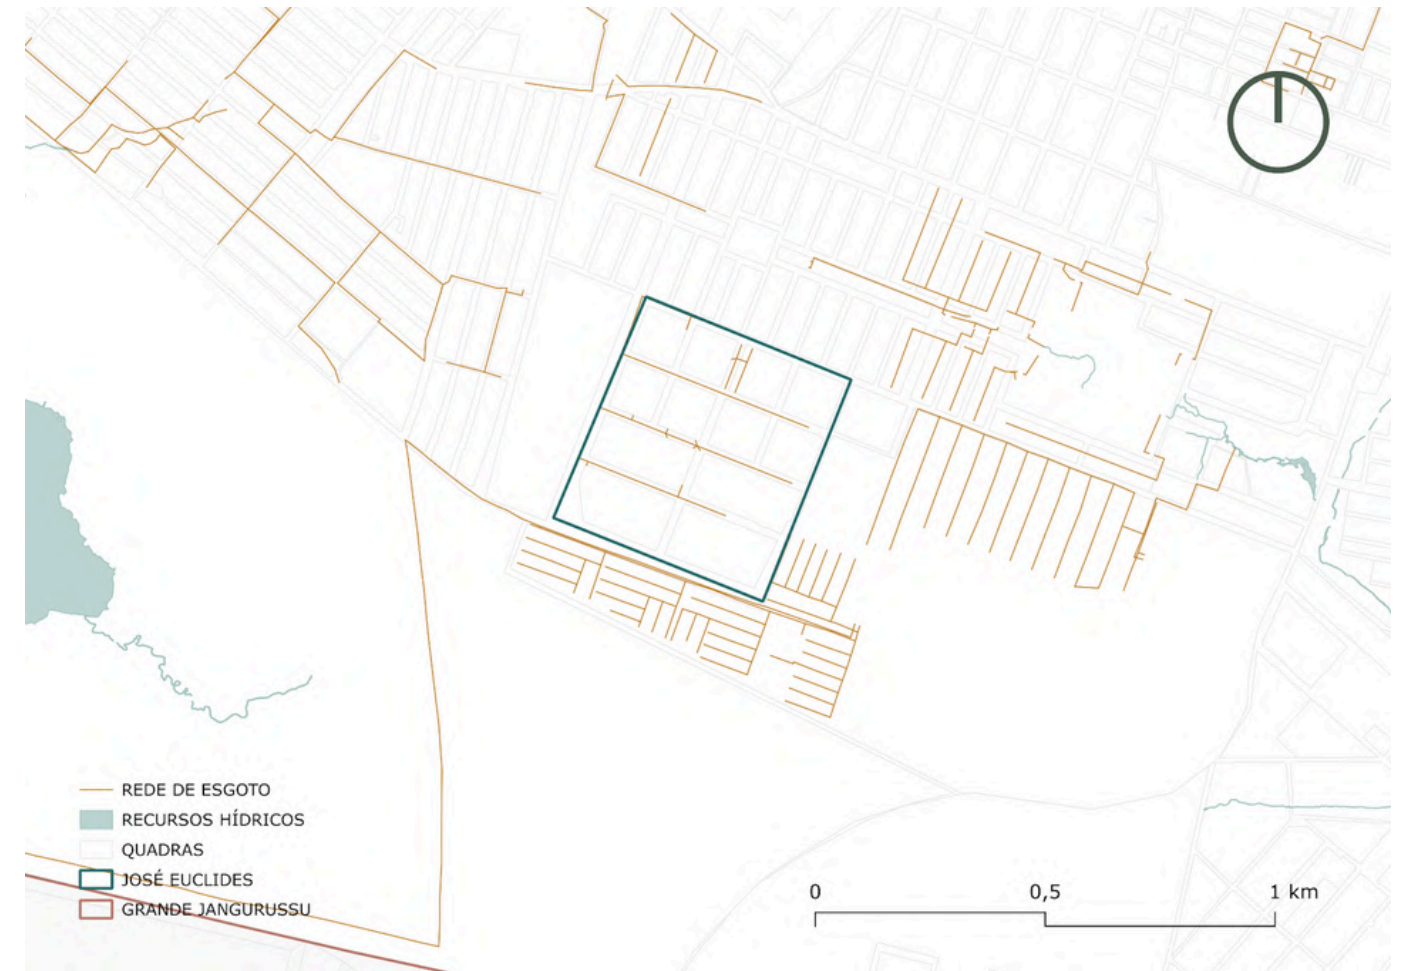 REDE DE ESGOTO
RECURSOS HÍDRICOS
QUADRAS
JOSÉ EUCLIDES
GRANDE JANGURUSSU
0 0,5 1 km